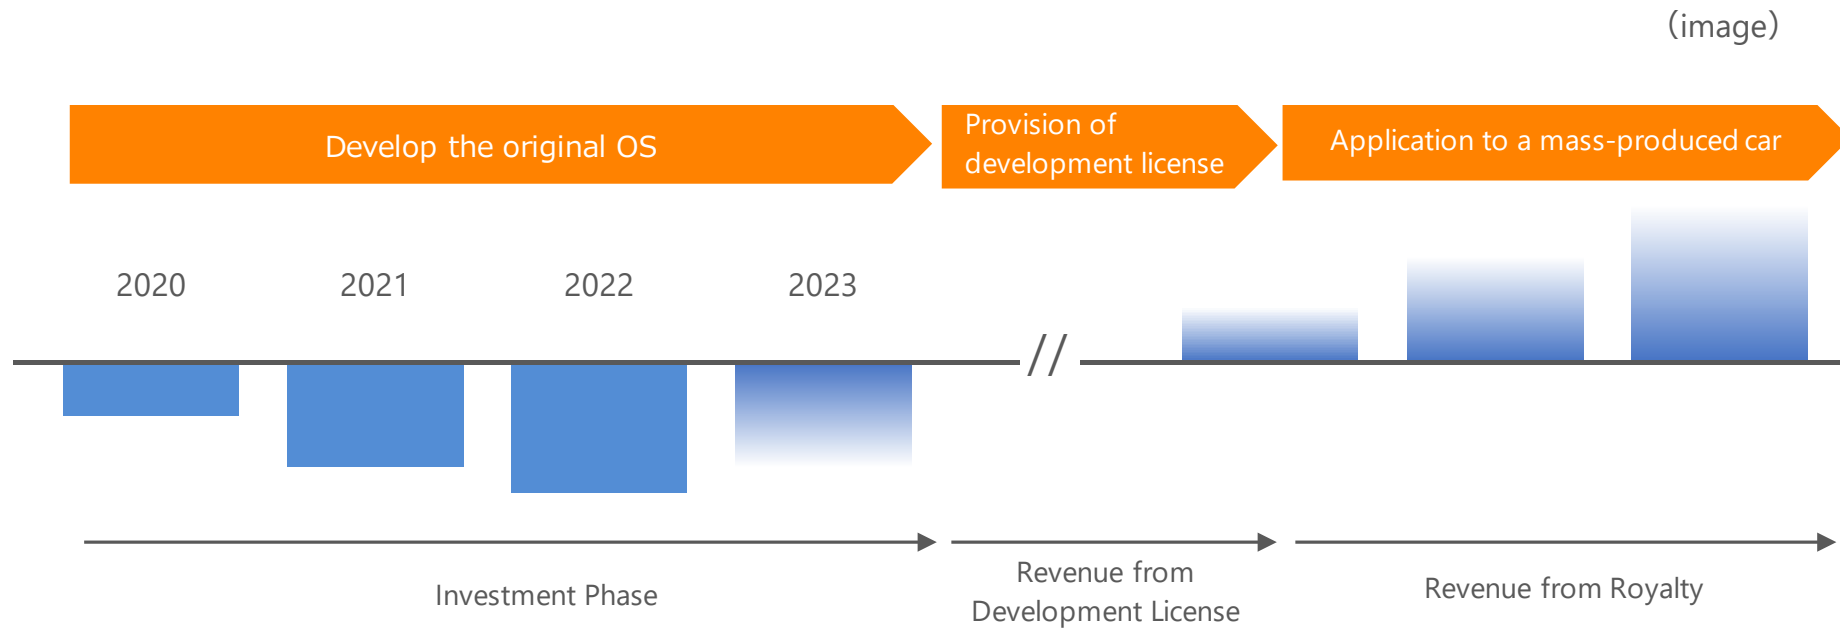 （image）
Develop the original OS
Provision of
development license
Application to a mass-produced car
2020
2021
2022
2023
//
Investment Phase
Revenue from
Development License
Revenue from Royalty